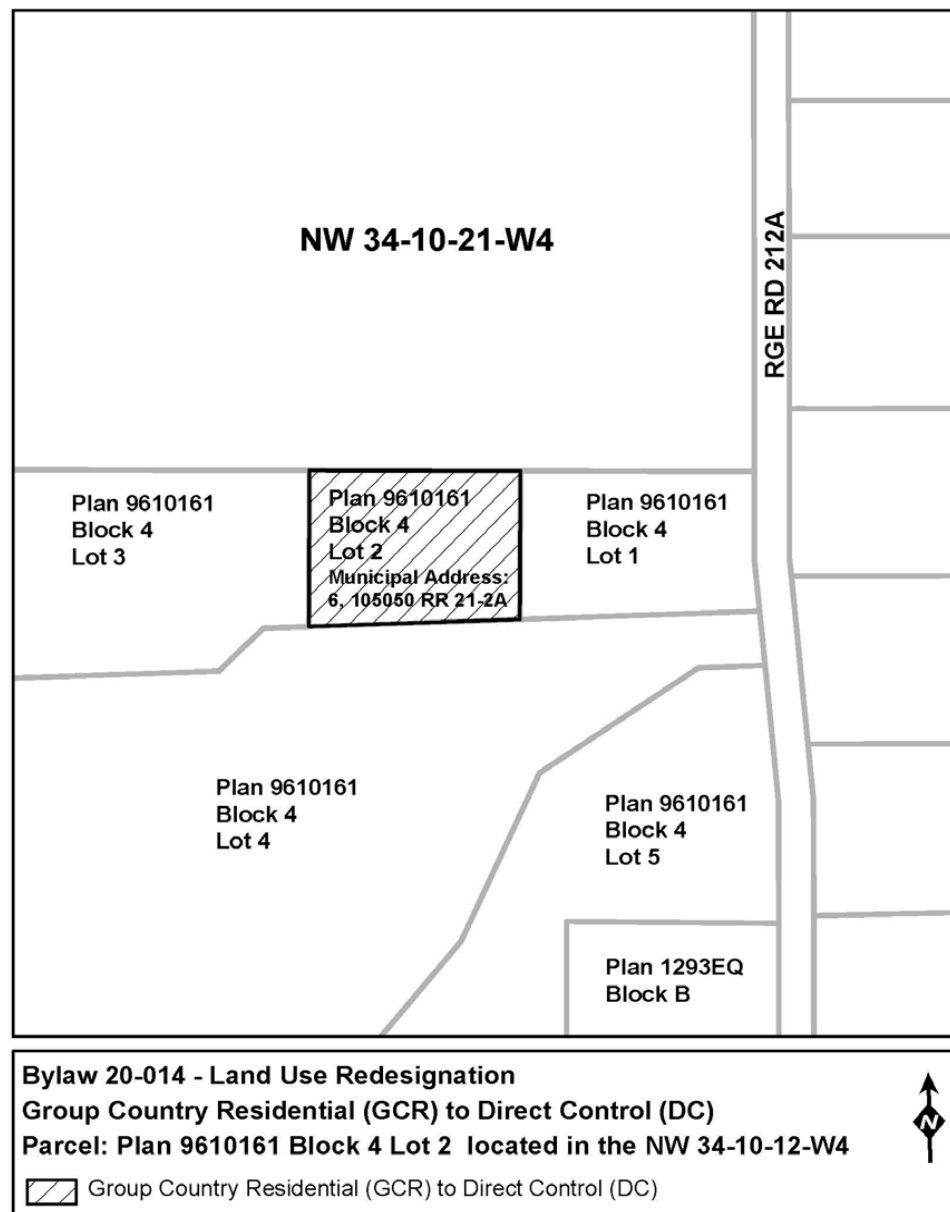 NW 34-10-21-W4
RGE RD 212A
Plan 9610161
Block 4
Lot 3
Plan 9610161
Block 4
Lot 2
Municipal Address:
6, 105050 RR 21-2A
Plan 9610161
Block 4
Lot 1
Plan 9610161
Block 4
Lot 4
Plan 9610161
Block 4
Lot 5
Plan 1293EQ
Block B
Bylaw 20-014 - Land Use Redesignation
Group Country Residential (GCR) to Direct Control (DC)
Parcel: Plan 9610161 Block 4 Lot 2 located in the NW 34-10-12-W4
N
Group Country Residential (GCR) to Direct Control (DC)